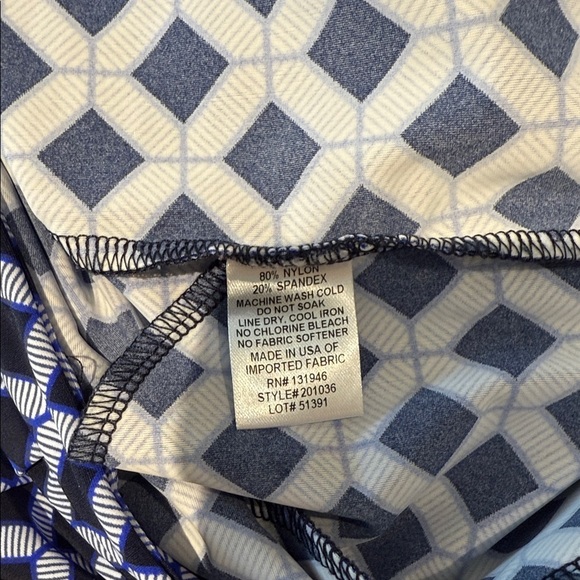 80% NYLON
20% SPANDEX
MACHINE WASH COLD
DO NOT SOAK
LINE DRY, COOL IRON
NO CHLORINE BLEACH
NO FABRIC SOFTENER
MADE IN USA OF
IMPORTED FABRIC
RN# 131946
STYLE# 201036
LOT# 51391